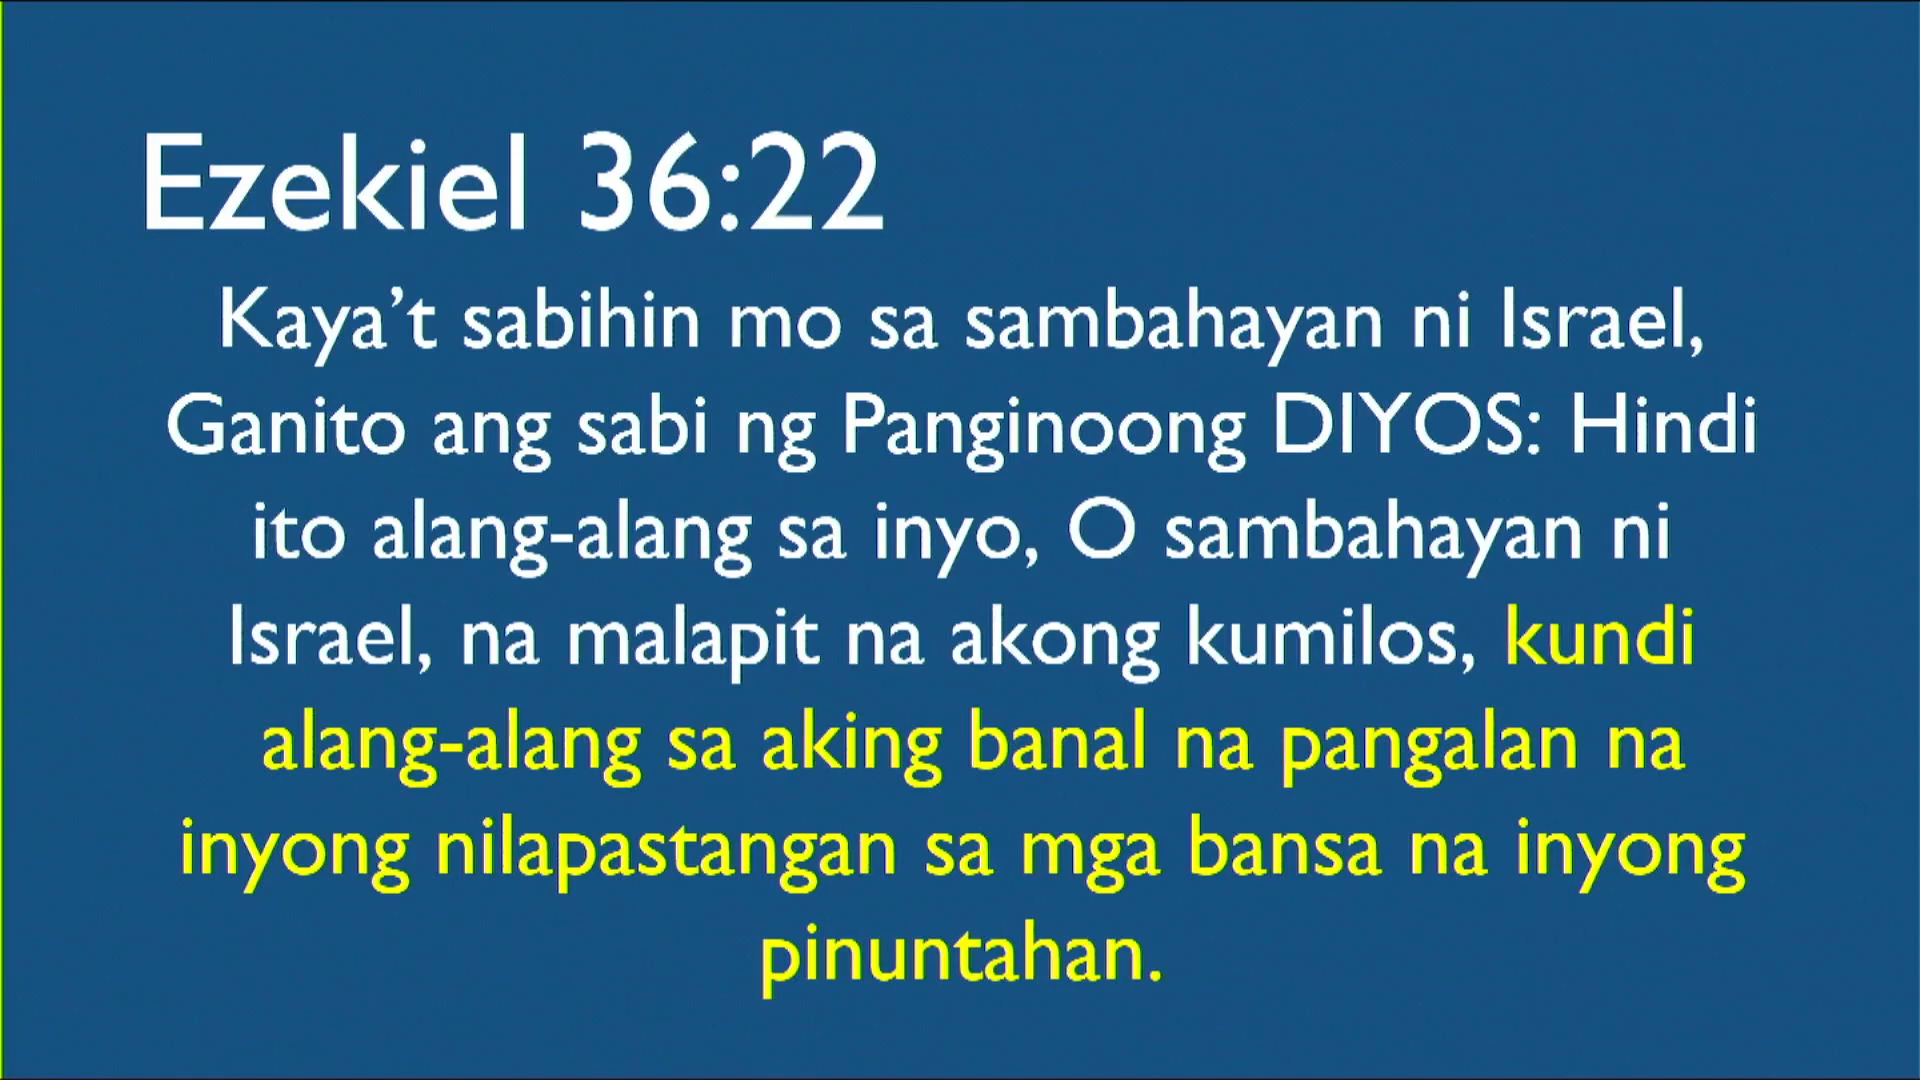 Ezekiel 36:22
Kaya’t sabihin mo sa sambahayan ni Israel,
Ganito ang sabi ng Panginoong DIYOS: Hindi
ito alang-alang sa inyo, O sambahayan ni
Israel, na malapit na akong kumilos, kundi
alang-alang sa aking banal na pangalan na
inyong nilapastangan sa mga bansa na inyong
pinuntahan.